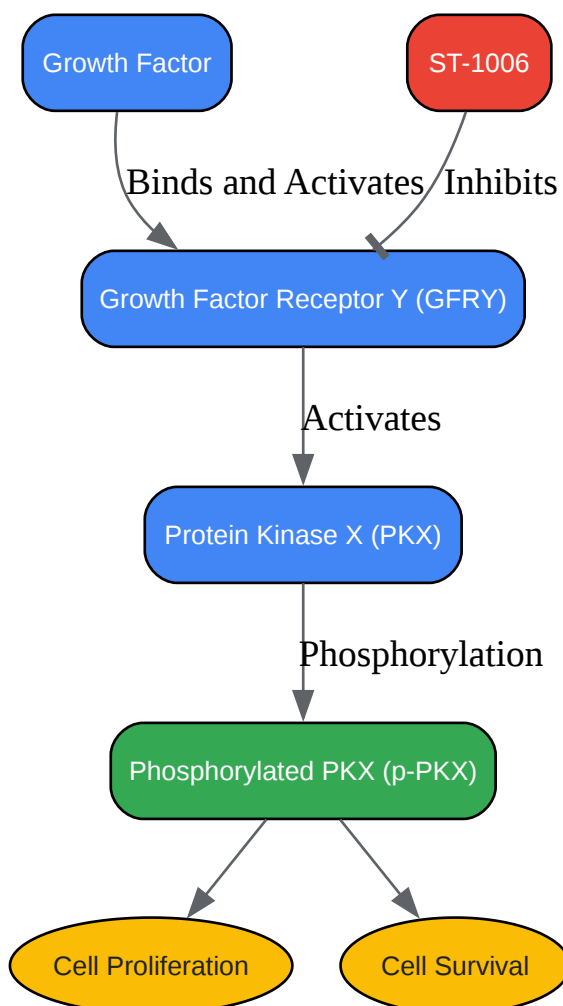 Growth Factor
ST-1006
Binds and Activates
Inhibits
Growth Factor Receptor Y (GFRY)
Activates
Protein Kinase X (PKX)
Phosphorylation
Phosphorylated PKX (p-PKX)
Cell Proliferation
Cell Survival